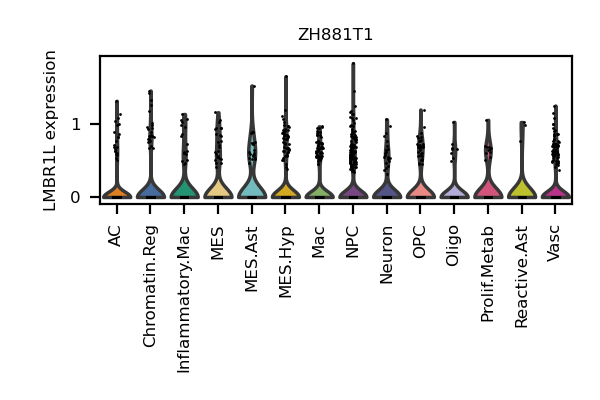 ZH881T1
LMBR1L expression
1
0
AC
Chromatin.Reg
Inflammatory.Mac
MES
MES.Ast
MES.Hyp
Mac
NPC
Neuron
OPC
Oligo
Prolif.Metab
Reactive.Ast
Vasc